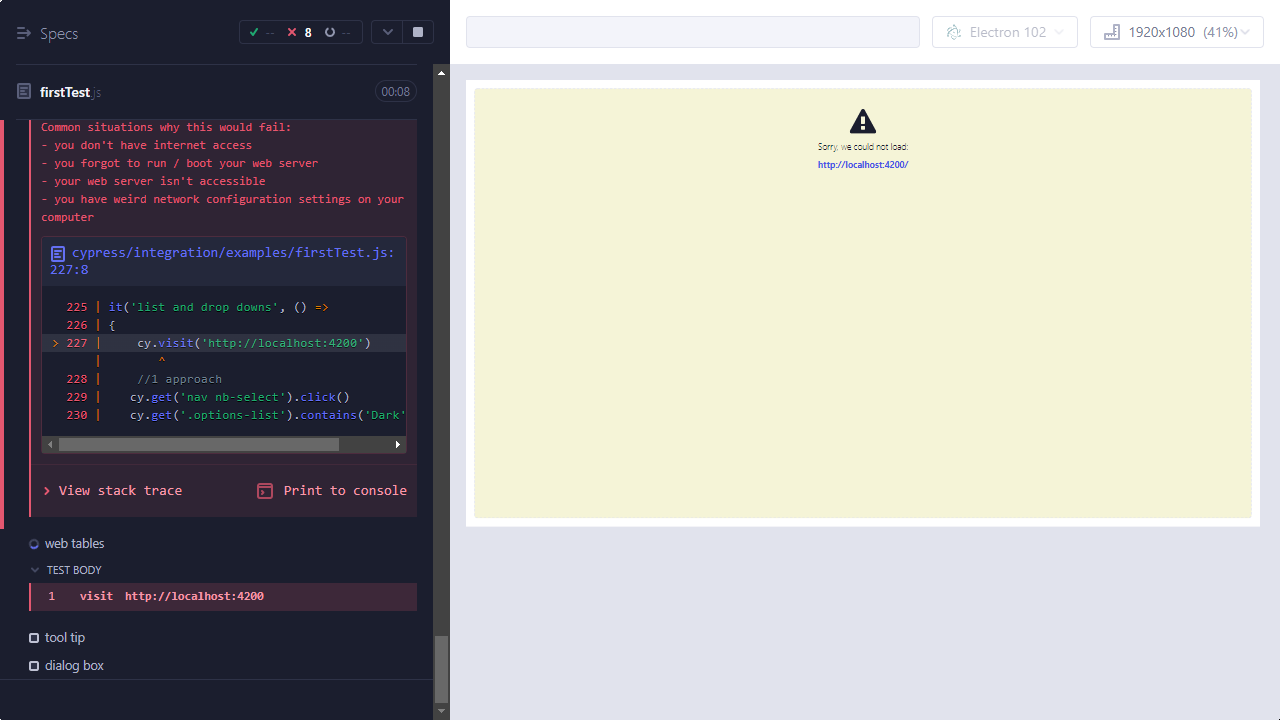 Specs
-- 8 --
firstTest.js
00:08
Common situations why this would fail:
- you don't have internet access
- you forgot to run / boot your web server
- your web server isn't accessible
- you have weird network configuration settings on your
computer
cypress/integration/examples/firstTest.js:
227:8
225 | it('list and drop downs', () =>
226 | {
> 227 |     cy.visit('http://localhost:4200')
|        ^
228 |     //1 approach
229 |    cy.get('nav nb-select').click()
230 |    cy.get('.options-list').contains('Dark'
View stack trace
Print to console
web tables
TEST BODY
1 visit http://localhost:4200
tool tip
dialog box
Electron 102
1920x1080 (41%)
Sorry, we could not load:
http://localhost:4200/